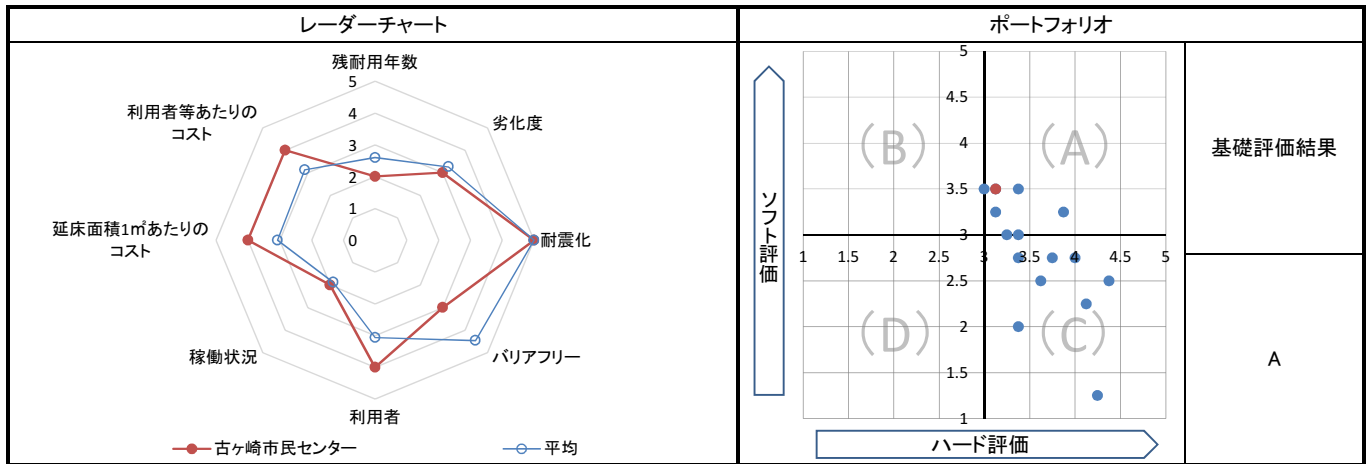 レーダーチャート
残耐用年数
劣化度
耐震化
バリアフリー
利用者
稼働状況
延床面積1㎡あたりの
コスト
利用者等あたりの
コスト
5
4
3
2
1
0
古ヶ崎市民センター
平均
ポートフォリオ
ソフト評価
5
4.5
4
3.5
3
2.5
2
1.5
1
1
1.5
2
2.5
3
3.5
4
4.5
5
(B)
(A)
(D)
(C)
ハード評価
基礎評価結果
A